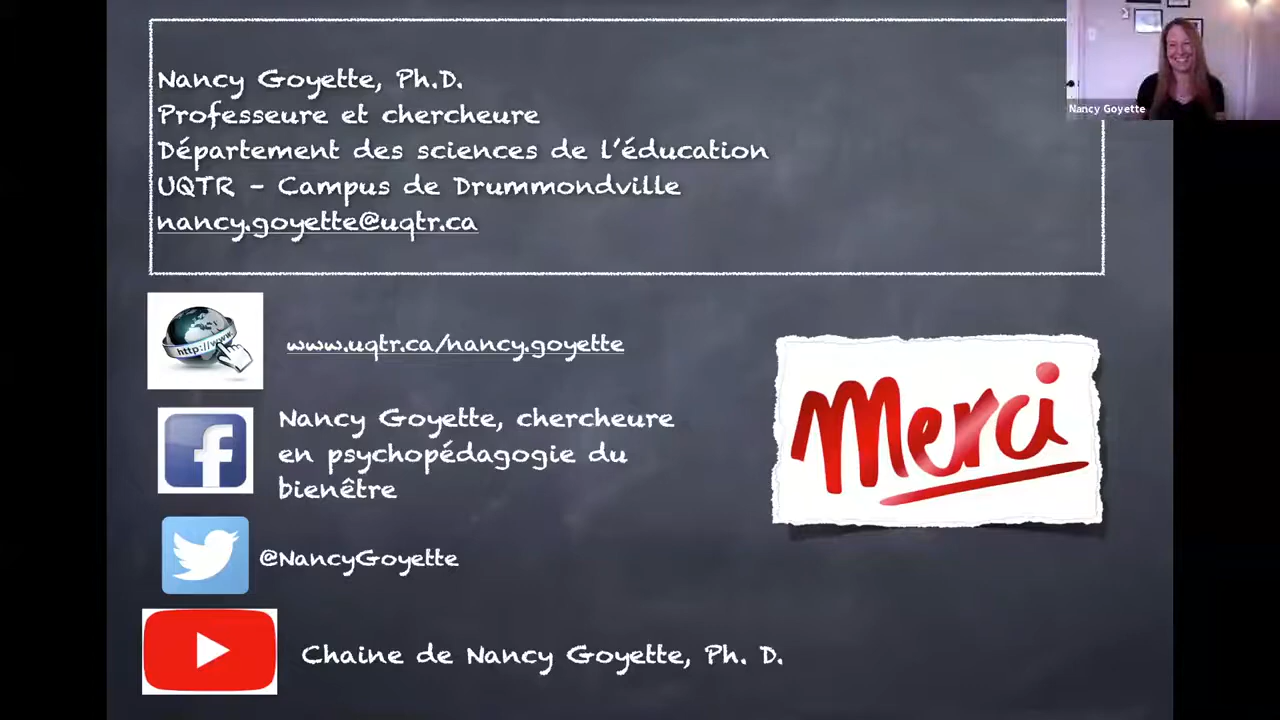 Nancy Goyette, Ph.D.
Professeure et chercheure
Département des sciences de l'éducation
UQTR - Campus de Drummondville
nancy.goyette@uqtr.ca
Nancy Goyette
http://www
www.uqtr.ca/nancy.goyette
Nancy Goyette, chercheure
en psychopédagogie du
bienêtre
Merci
@NancyGoyette
Chaine de Nancy Goyette, Ph. D.